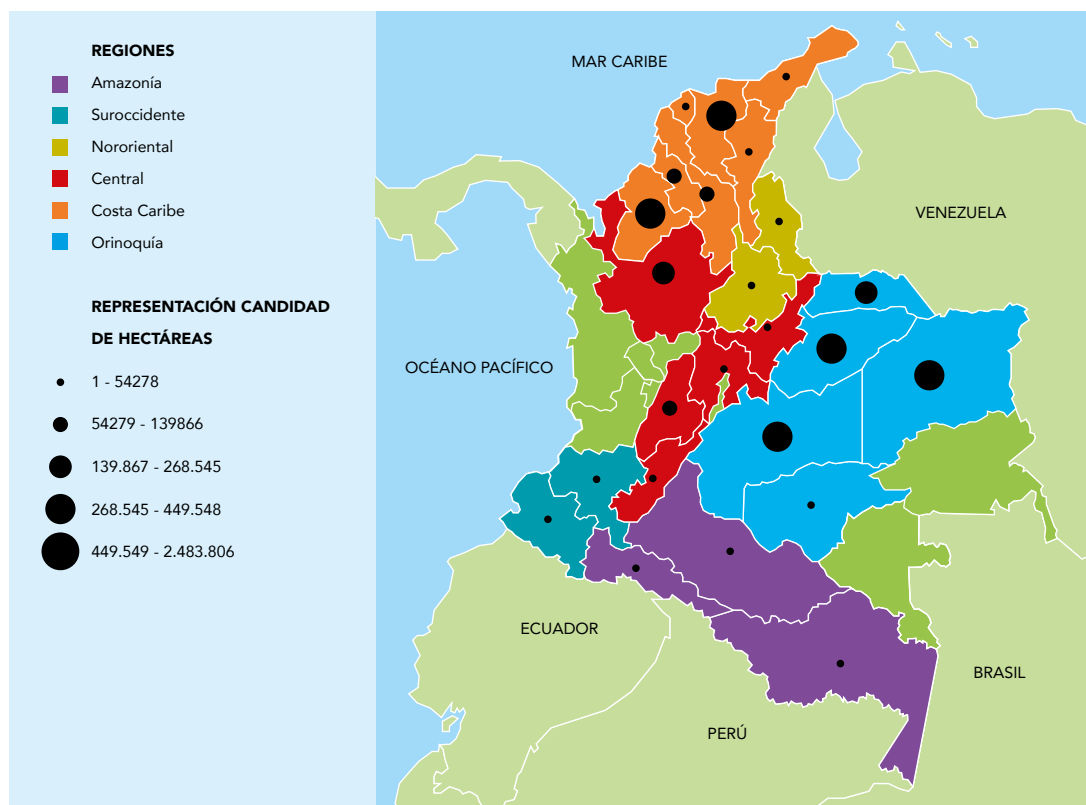 REGIONES
Amazonía
Suroccidente
Nororiental
Central
Costa Caribe
Orinoquía
REPRESENTACIÓN CANDIDAD
DE HECTÁREAS
1 - 54278
54279 - 139866
139.867 - 268.545
268.545 - 449.548
449.549 - 2.483.806
MAR CARIBE
VENEZUELA
OCÉANO PACÍFICO
ECUADOR
BRASIL
PERÚ